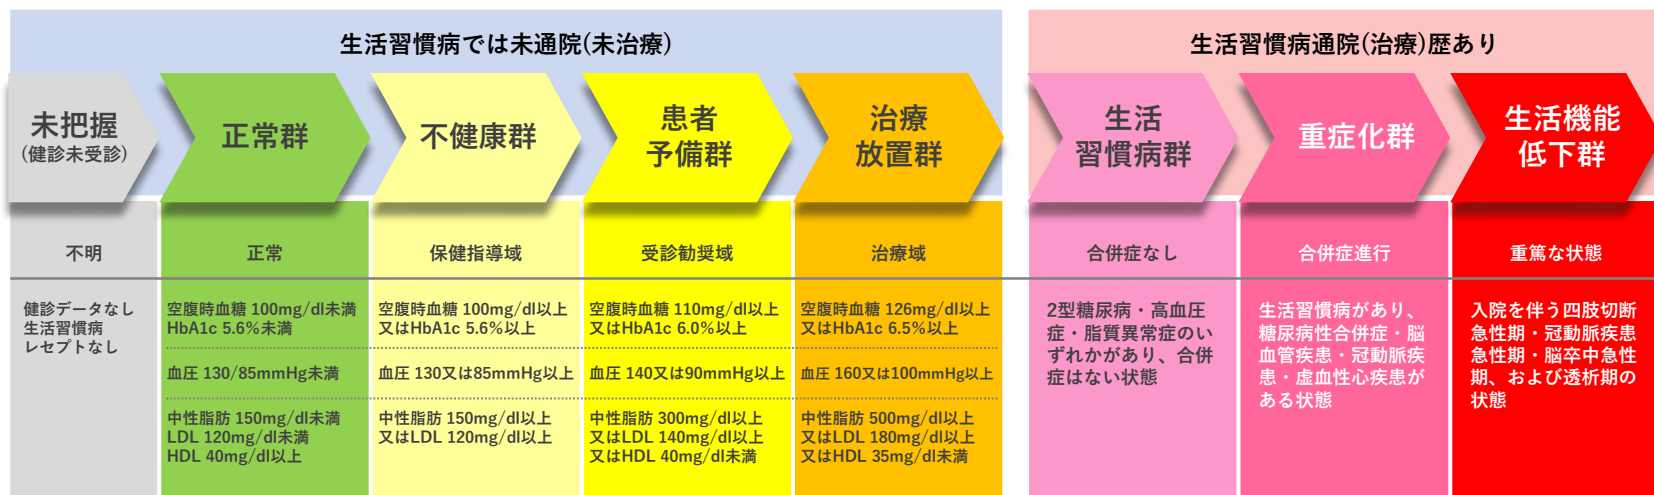 生活習慣病では未通院(未治療)
生活習慣病通院(治療)歴あり
未把握
(健診未受診)
正常群
不健康群
患者
予備群
治療
放置群
生活
習慣病群
重症化群
生活機能
低下群
不明
正常
保健指導域
受診勧奨域
治療域
合併症なし
合併症進行
重篤な状態
健診データなし
生活習慣病
レセプトなし
空腹時血糖 100mg/dl未満
HbA1c 5.6%未満
血圧 130/85mmHg未満
中性脂肪 150mg/dl未満
LDL 120mg/dl未満
HDL 40mg/dl以上
空腹時血糖 100mg/dl以上
又はHbA1c 5.6%以上
血圧 130又は85mmHg以上
中性脂肪 150mg/dl以上
又はLDL 120mg/dl以上
空腹時血糖 110mg/dl以上
又はHbA1c 6.0%以上
血圧 140又は90mmHg以上
中性脂肪 300mg/dl以上
又はLDL 140mg/dl以上
又はHDL 40mg/dl未満
空腹時血糖 126mg/dl以上
又はHbA1c 6.5%以上
血圧 160又は100mmHg以上
中性脂肪 500mg/dl以上
又はLDL 180mg/dl以上
又はHDL 35mg/dl未満
2型糖尿病・高血圧
症・脂質異常症のい
ずれかがあり、合併
症はない状態
生活習慣病があり、
糖尿病性合併症・脳
血管疾患・冠動脈疾
患・虚血性心疾患が
ある状態
入院を伴う四肢切断
急性期・冠動脈疾患
急性期・脳卒中急性
期、および透析期の
状態